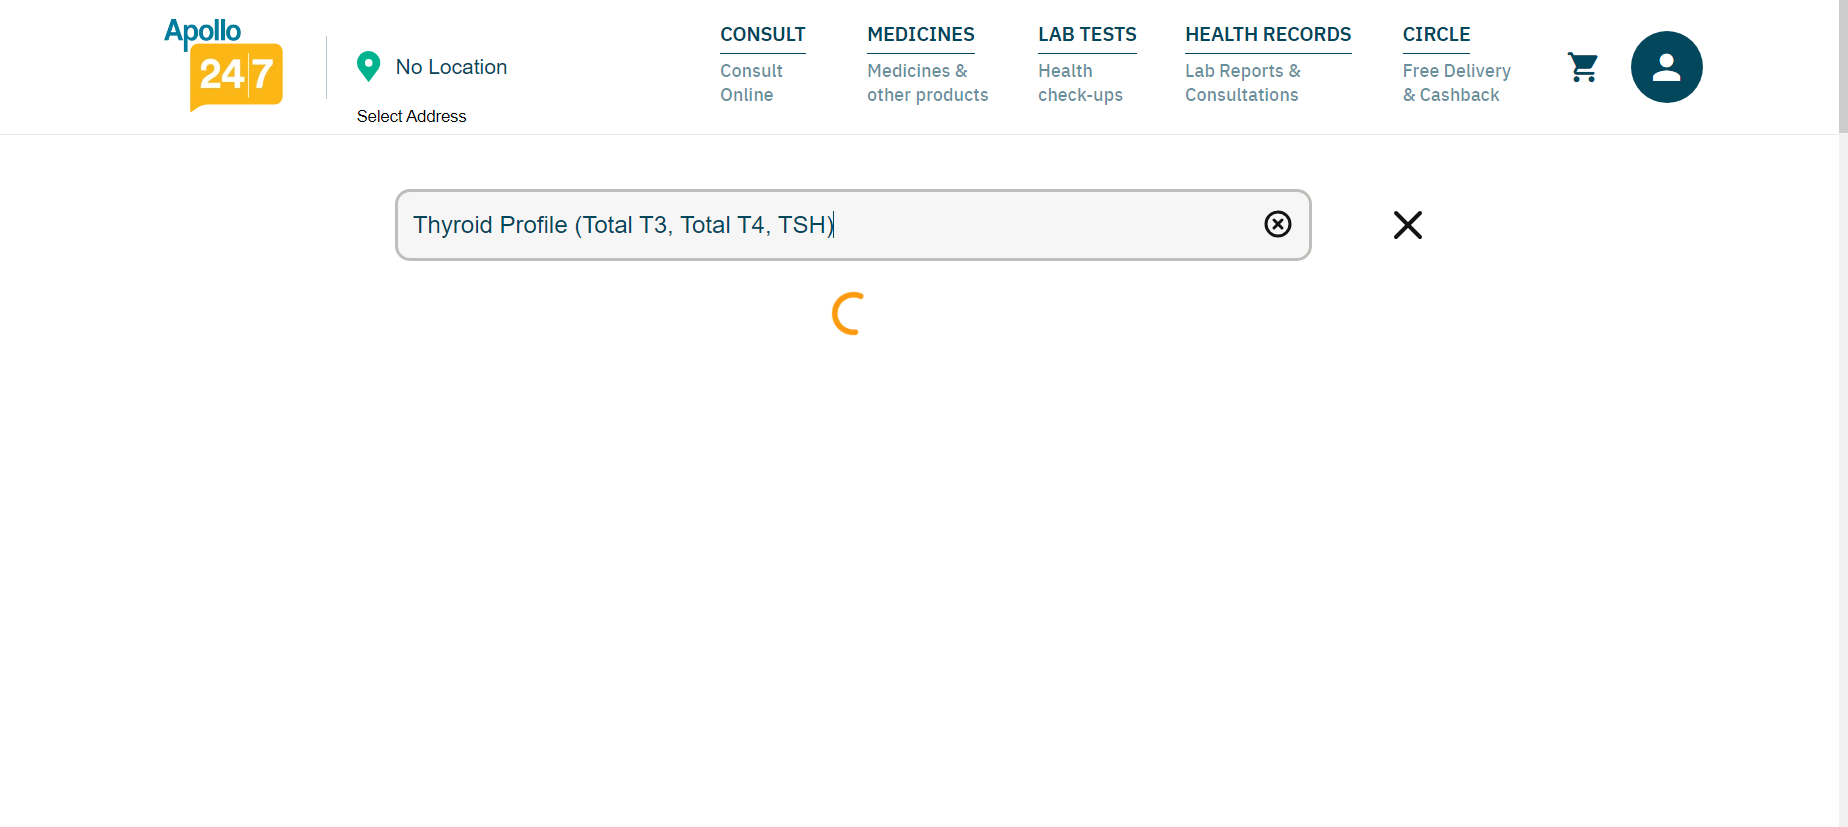 Apollo
24|7
No Location
Select Address
CONSULT
Consult
Online
MEDICINES
Medicines &
other products
LAB TESTS
Health
check-ups
HEALTH RECORDS
Lab Reports &
Consultations
CIRCLE
Free Delivery
& Cashback
Thyroid Profile (Total T3, Total T4, TSH)